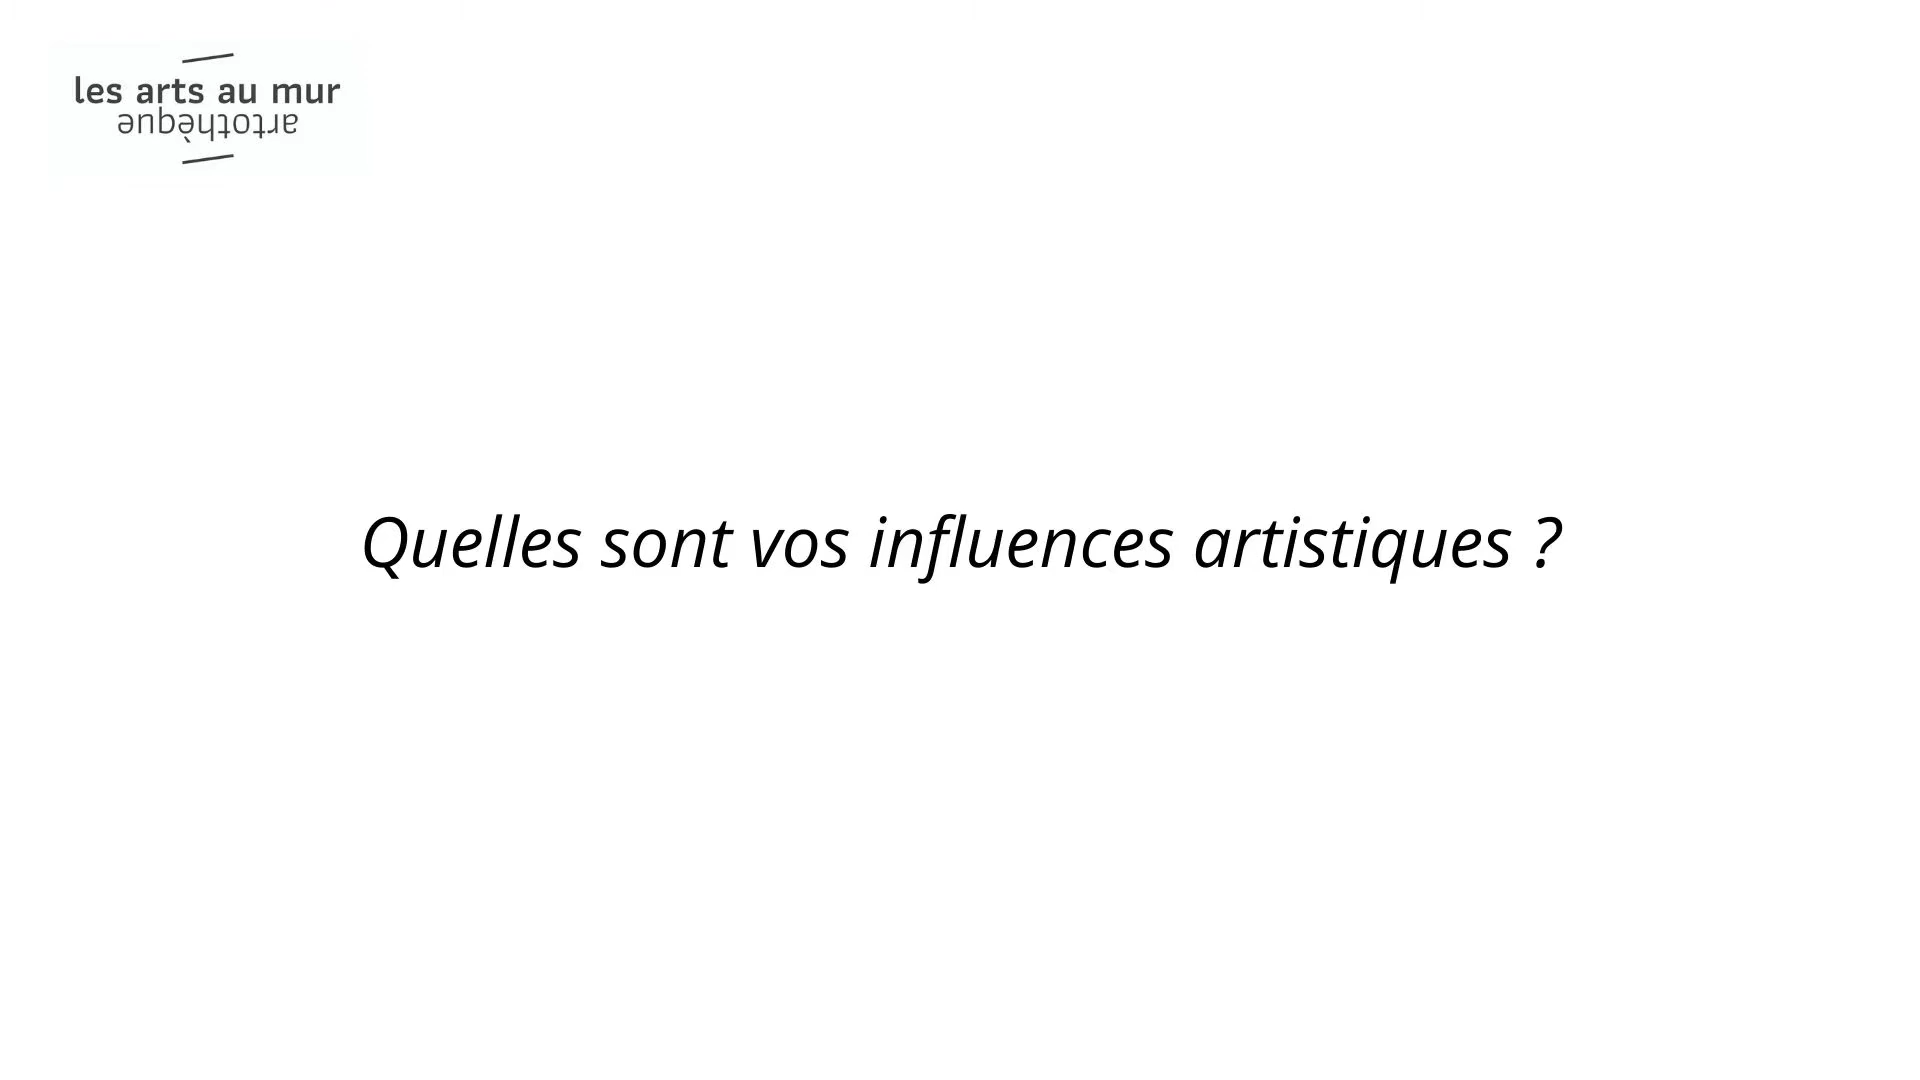 les arts au mur
artothèque
Quelles sont vos influences artistiques ?